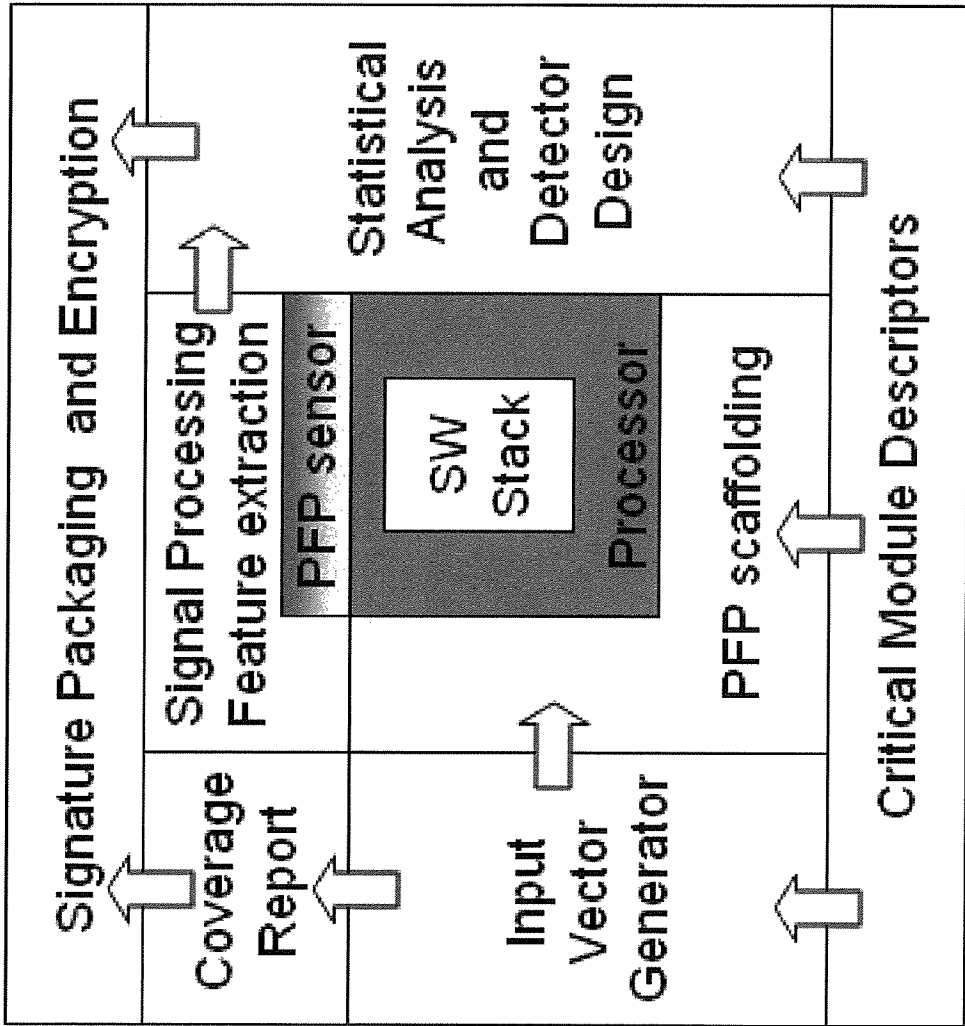 Signature Packaging and Encryption
Coverage
Report
Signal Processing
Feature extraction
PFP sensor
Statistical
Analysis
and
Detector
Design
Input
Vector
Generator
SW
Stack
Processor
PFP scaffolding
Critical Module Descriptors